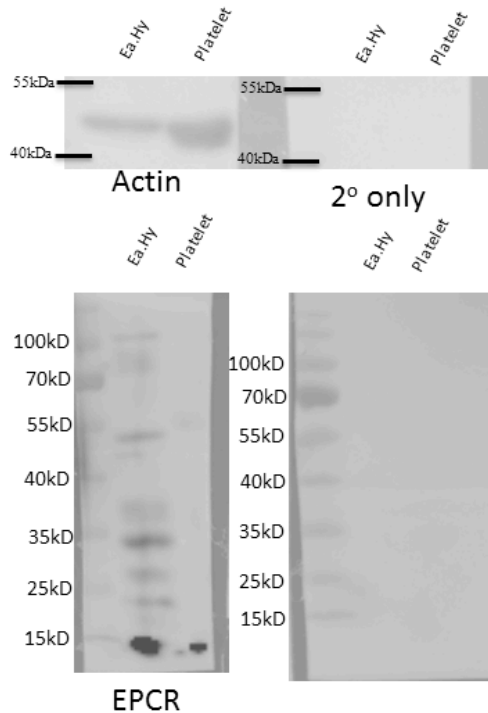 Ea.Hy Platelet
55kDa
40kDa
Actin
Ea.Hy Platelet
55kDa
40kDa
2º only
Ea.Hy Platelet
100kD
70kD
55kD
40kD
35kD
25kD
15kD
EPCR
Ea.Hy Platelet
100kD
70kD
55kD
40kD
35kD
25kD
15kD